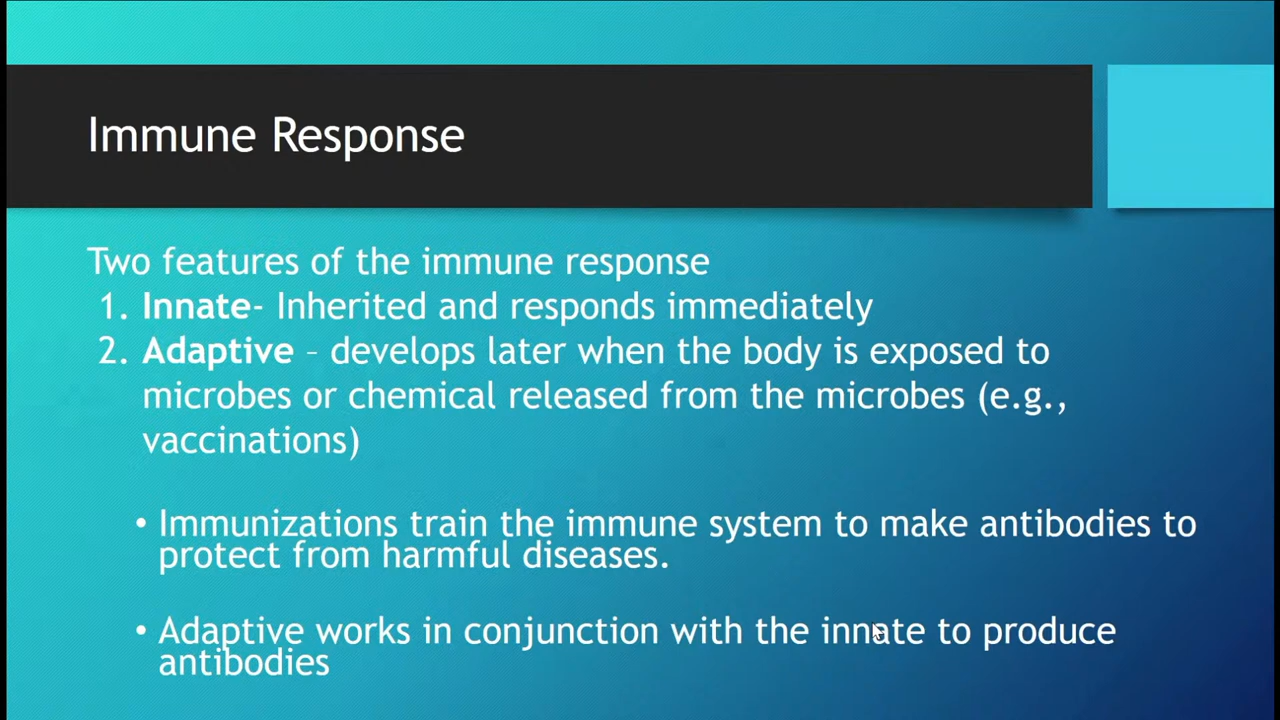 Immune Response
Two features of the immune response
1. Innate- Inherited and responds immediately
2. Adaptive – develops later when the body is exposed to
microbes or chemical released from the microbes (e.g.,
vaccinations)
• Immunizations train the immune system to make antibodies to
protect from harmful diseases.
• Adaptive works in conjunction with the innate to produce
antibodies